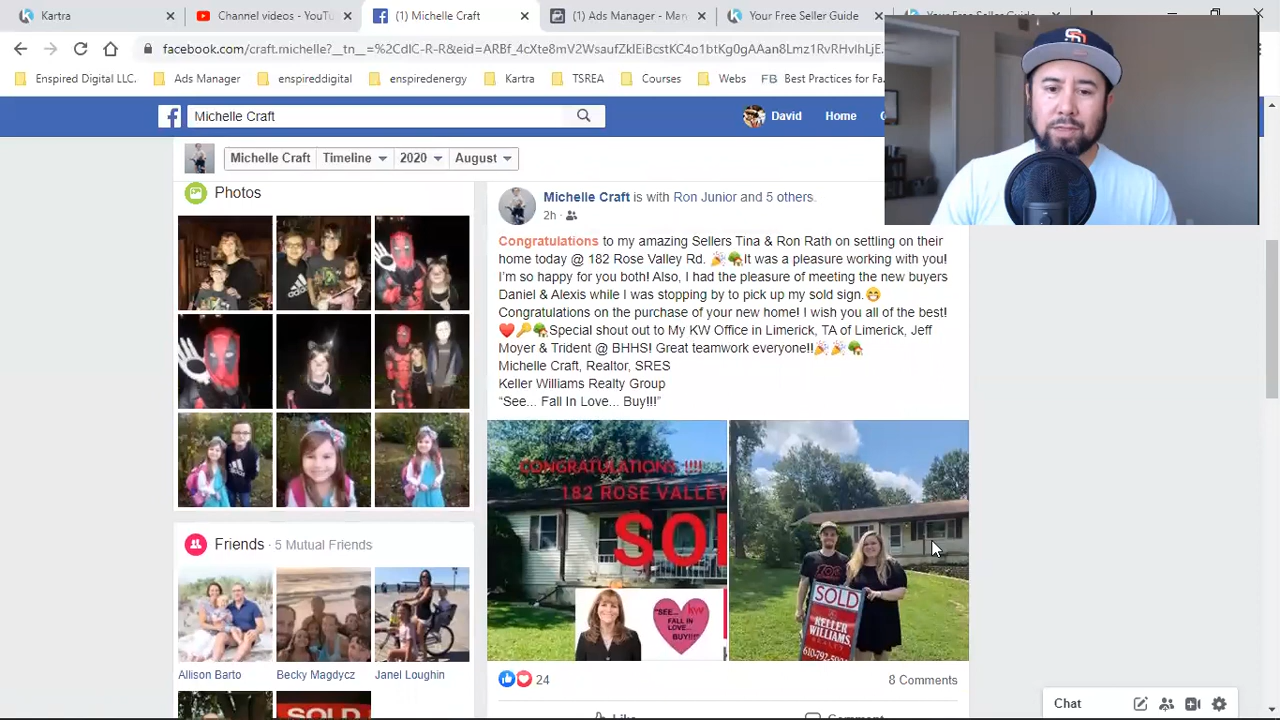 Kartra
Channel videos - YouTu
(1) Michelle Craft
(1) Ads Manager - Man
Your Free Seller Guide
facebook.com/craft.michelle?__tn__=%2CdlC-R-R&eid=ARBf_4cXte8mV2WsaufZkIEiBcstKC4o1btKg0gAAan8Lmz1RvRHvIhLjE
Enspired Digital LLC.
Ads Manager
enspireddigital
enspiredenergy
Kartra
TSREA
Courses
Webs
FB Best Practices for Fa
Michelle Craft
David
Home
Michelle Craft
Timeline
2020
August
Photos
Michelle Craft is with Ron Junior and 5 others.
2h
Congratulations to my amazing Sellers Tina & Ron Rath on settling on their
home today @ 182 Rose Valley Rd. 🎉🏡It was a pleasure working with you!
I'm so happy for you both! Also, I had the pleasure of meeting the new buyers
Daniel & Alexis while I was stopping by to pick up my sold sign.😁
Congratulations on the purchase of your new home! I wish you all of the best!
❤️🔑🏡Special shout out to My KW Office in Limerick, TA of Limerick, Jeff
Moyer & Trident @ BHHS! Great teamwork everyone!!🎉🎉🏡
Michelle Craft, Realtor, SRES
Keller Williams Realty Group
“See... Fall In Love... Buy!!!”
CONGRATULATIONS !!!!
182 ROSE VALLEY
SO
kw
"SEE...
FALL IN
LOVE...
BUY!!!"
SOLD
KELLER
WILLIAMS
REALTY
Friends · 5 Mutual Friends
Allison Barto
Becky Magdycz
Janel Loughin
24
8 Comments
SOLD
Chat